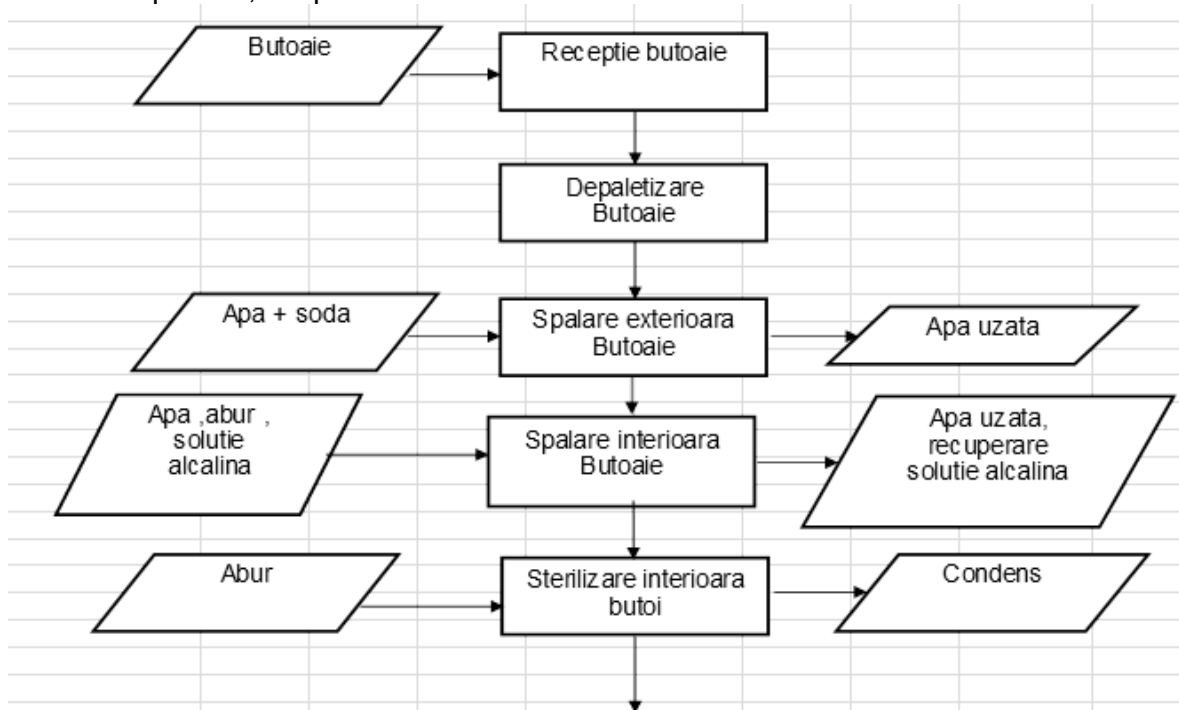 Butoaie
Receptie butoaie
Depaletizare
Butoaie
Apa + soda
Spalare exterioara
Butoaie
Apa uzata
Apa ,abur ,
solutie
alcalina
Spalare interioara
Butoaie
Apa uzata,
recuperare
solutie alcalina
Abur
Sterilizare interioara
butoi
Condens